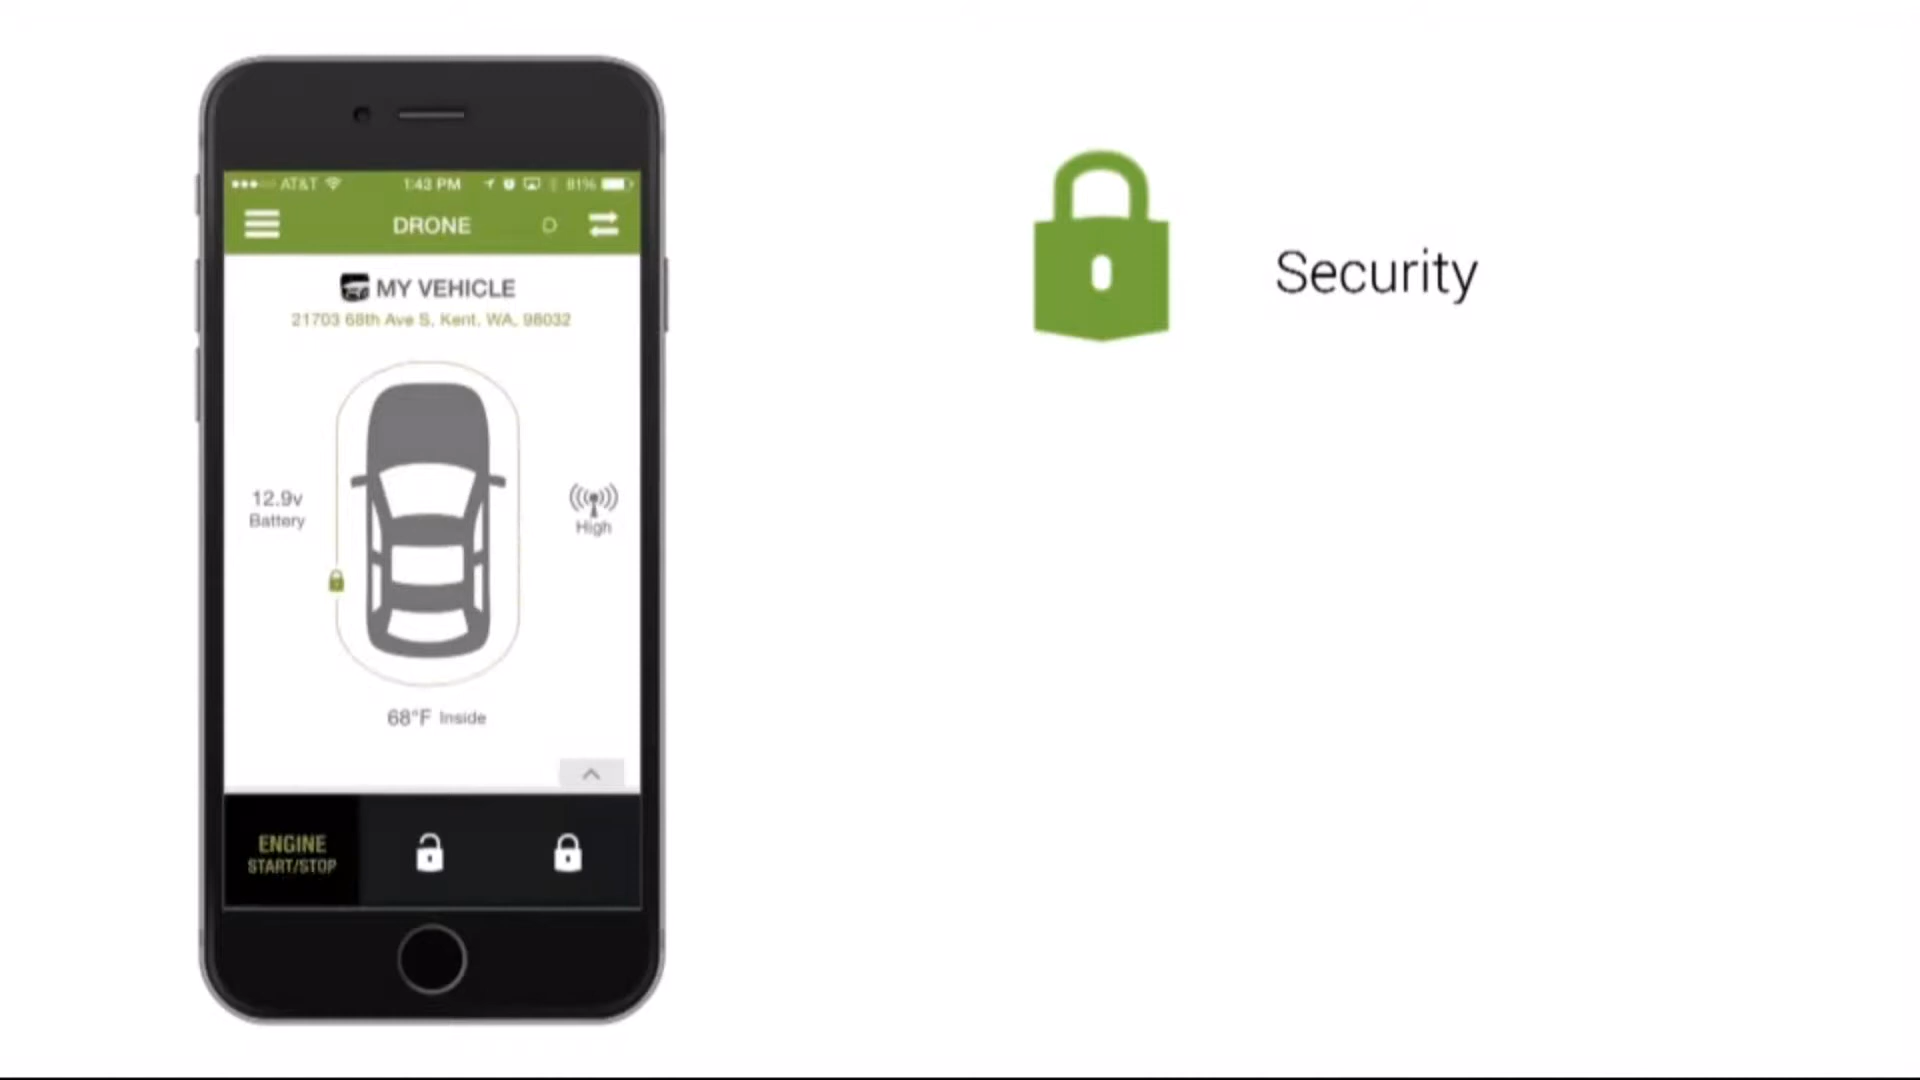 AT&T 1:43 PM 81%
DRONE D
MY VEHICLE
21703 68th Ave S, Kent, WA, 98032
12.9v
Battery
High
68°F Inside
ENGINE
START/STOP
Security